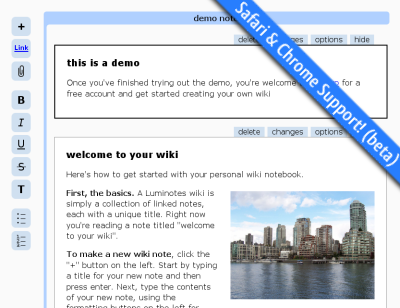 demo not
Safari & Chrome Support! (beta)
+
Link
B
I
U
S
T
delete changes options hide
this is a demo
Once you've finished trying out the demo, you're welcome for a
free account and get started creating your own wiki
delete changes options
welcome to your wiki
Here's how to get started with your personal wiki notebook.
First, the basics. A Luminotes wiki is
simply a collection of linked notes,
each with a unique title. Right now
you're reading a note titled "welcome
to your wiki".
To make a new wiki note, click the
"+" button on the left. Start by typing
a title for your new note and then
press enter. Next, type the contents
of your new note, using the
formatting buttons on the left for